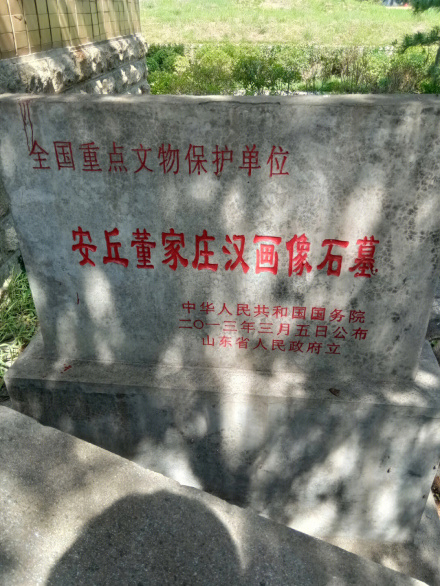 全国重点文物保护单位
安丘董家庄汉画像石墓
中华人民共和国国务院
二〇一三年三月五日公布
山东省人民政府立